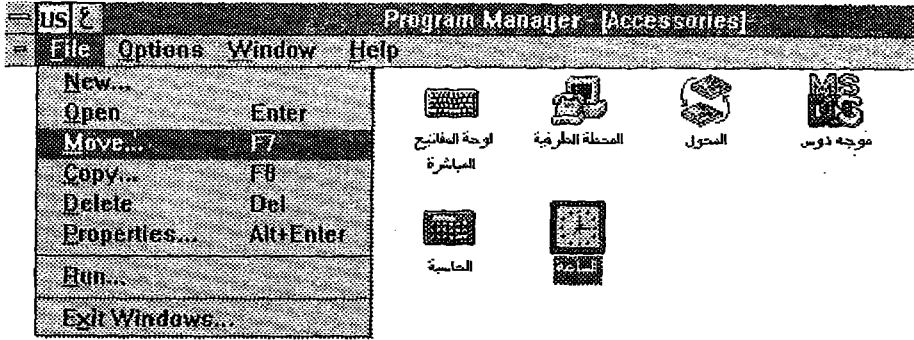 US Program Manager - [Accessories]
File Options Window Help
New...
Open Enter
Move... F7
Copy... F8
Delete Del
Properties... Alt+Enter
Run...
Exit Windows...
لوحة المفاتيح
المباشرة
المحطة الطرفية
المحول
MS
DOS
موجه ذوس
الحاسبة